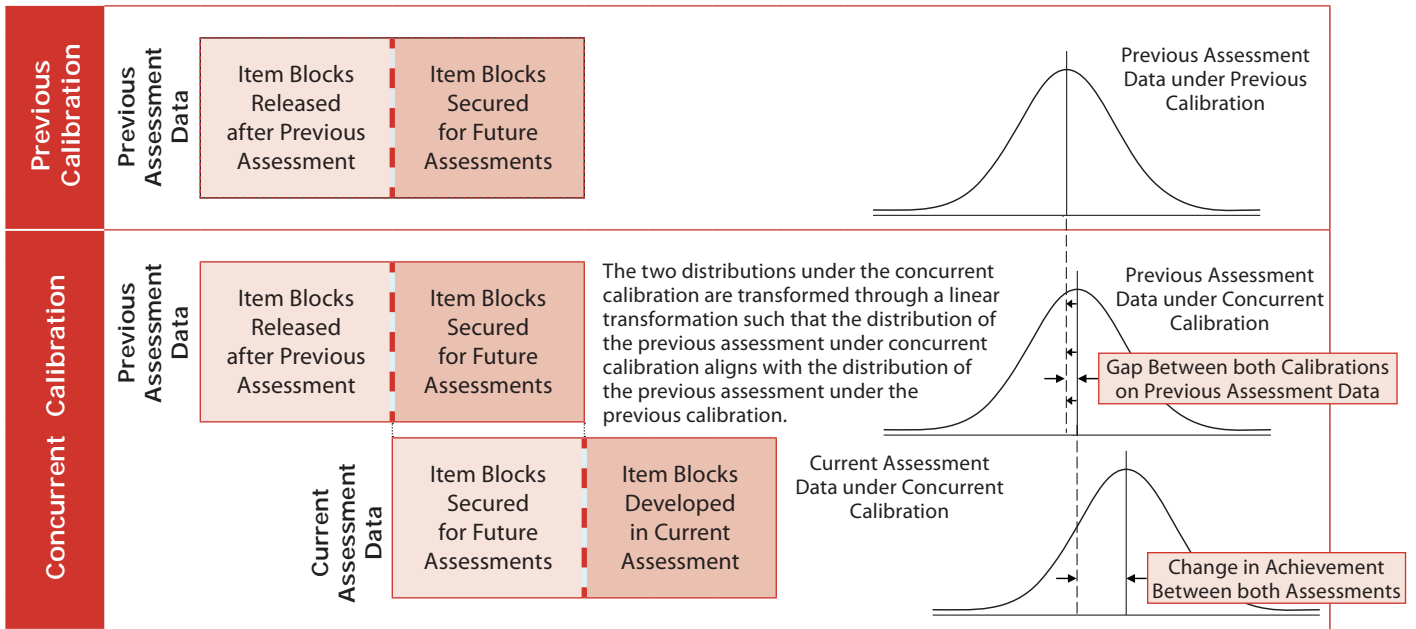 Previous
Calibration
Previous
Assessment
Data
Item Blocks
Released
after Previous
Assessment
Item Blocks
Secured
for Future
Assessments
Previous Assessment
Data under Previous
Calibration
Concurrent Calibration
Previous
Assessment
Data
Item Blocks
Released
after Previous
Assessment
Item Blocks
Secured
for Future
Assessments
The two distributions under the concurrent
calibration are transformed through a linear
transformation such that the distribution of
the previous assessment under concurrent
calibration aligns with the distribution of
the previous assessment under the
previous calibration.
Previous Assessment
Data under Concurrent
Calibration
Gap Between both Calibrations
on Previous Assessment Data
Current
Assessment
Data
Item Blocks
Secured
for Future
Assessments
Item Blocks
Developed
in Current
Assessment
Current Assessment
Data under Concurrent
Calibration
Change in Achievement
Between both Assessments